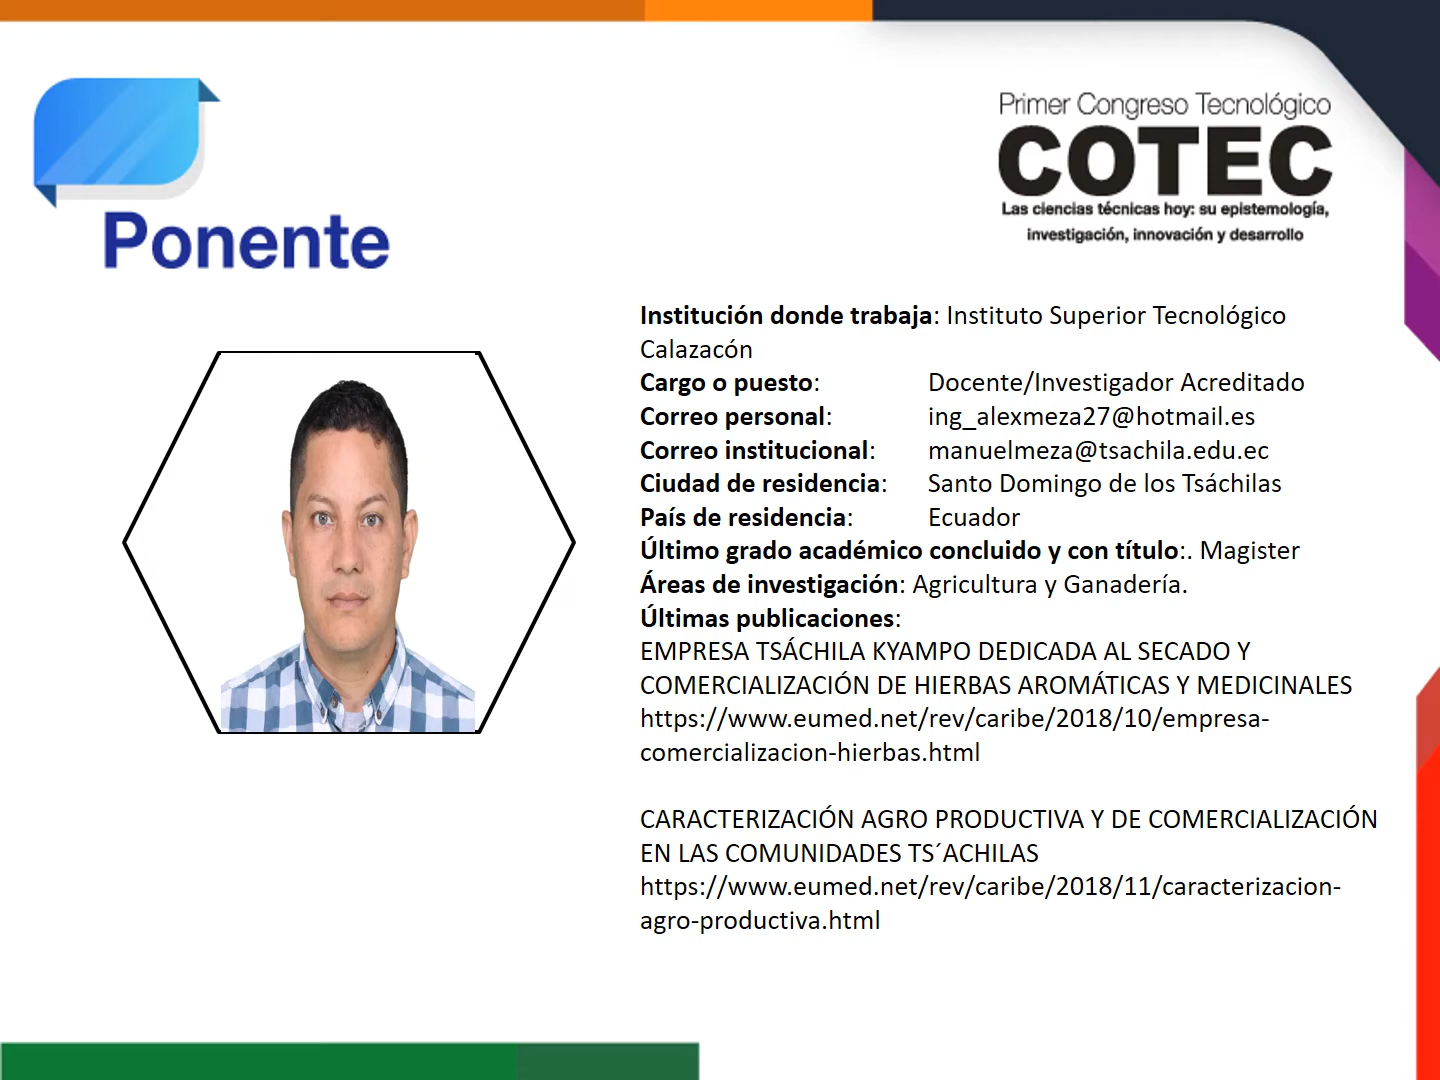 Primer Congreso Tecnológico
COTEC
Las ciencias técnicas hoy: su epistemología,
investigación, innovación y desarrollo
Ponente
Institución donde trabaja: Instituto Superior Tecnológico
Calazacón
Cargo o puesto: Docente/Investigador Acreditado
Correo personal: ing_alexmeza27@hotmail.es
Correo institucional: manuelmeza@tsachila.edu.ec
Ciudad de residencia: Santo Domingo de los Tsáchilas
País de residencia: Ecuador
Último grado académico concluido y con título:. Magister
Áreas de investigación: Agricultura y Ganadería.
Últimas publicaciones:
EMPRESA TSÁCHILA KYAMPO DEDICADA AL SECADO Y
COMERCIALIZACIÓN DE HIERBAS AROMÁTICAS Y MEDICINALES
https://www.eumed.net/rev/caribe/2018/10/empresa-
comercializacion-hierbas.html
CARACTERIZACIÓN AGRO PRODUCTIVA Y DE COMERCIALIZACIÓN
EN LAS COMUNIDADES TS´ACHILAS
https://www.eumed.net/rev/caribe/2018/11/caracterizacion-
agro-productiva.html